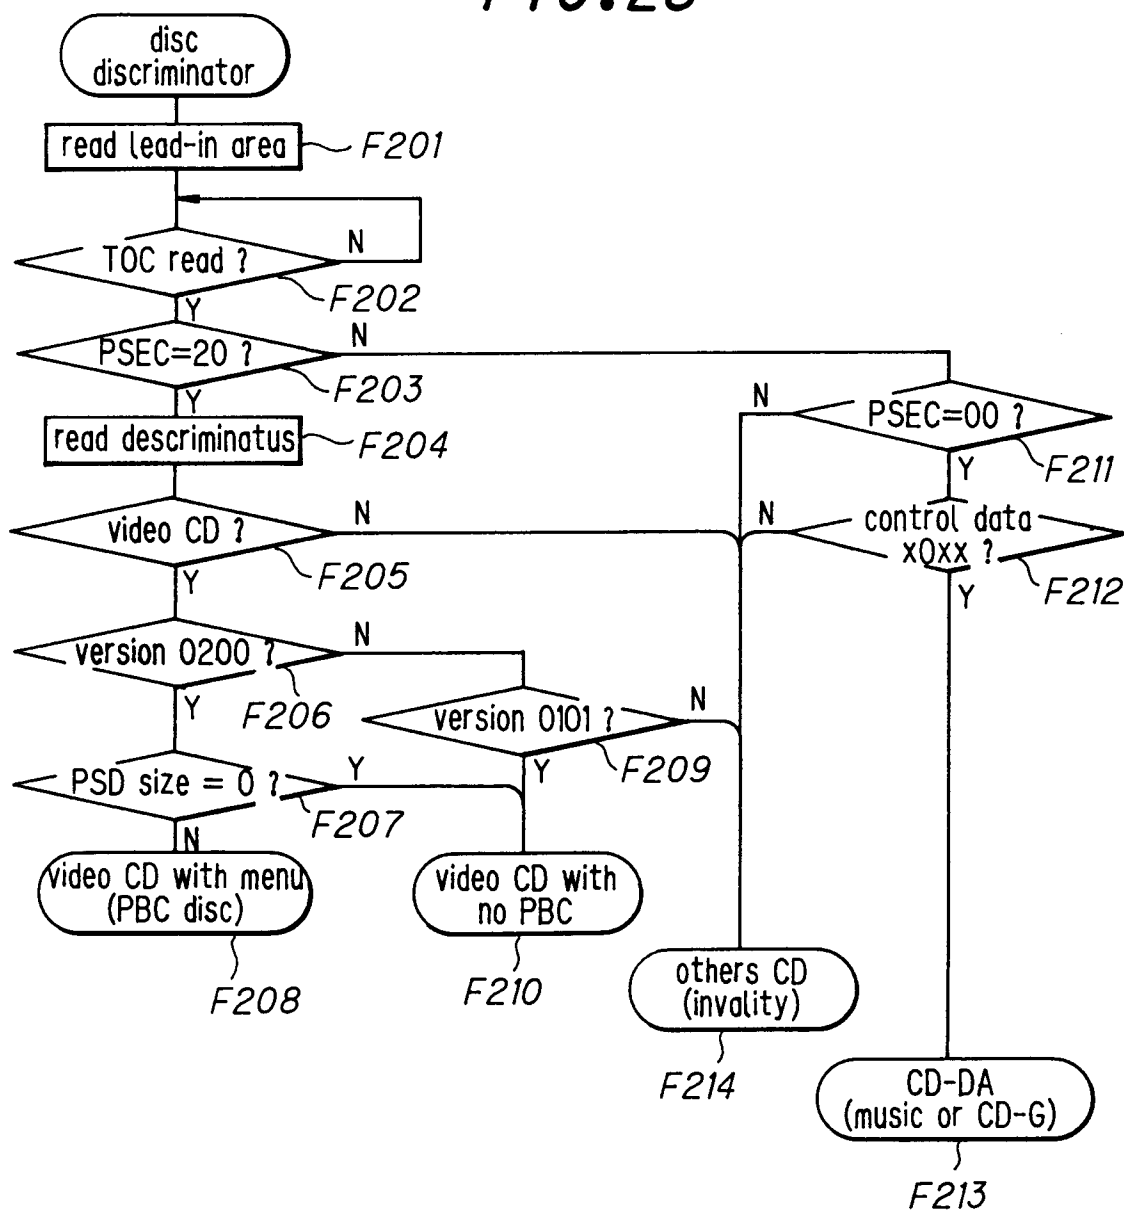 FIG.23
disc
discriminator
read lead-in area
F201
TOC read ?
N
F202
Y
PSEC=20 ?
N
F203
Y
read descriminatus
F204
N
PSEC=00 ?
F211
Y
video CD ?
N
F205
Y
N
control data
x0xx ?
F212
Y
version 0200 ?
N
F206
Y
version 0101 ?
N
F209
Y
PSD size = 0 ?
Y
F207
N
video CD with menu
(PBC disc)
F208
video CD with
no PBC
F210
others CD
(invality)
F214
CD-DA
(music or CD-G)
F213